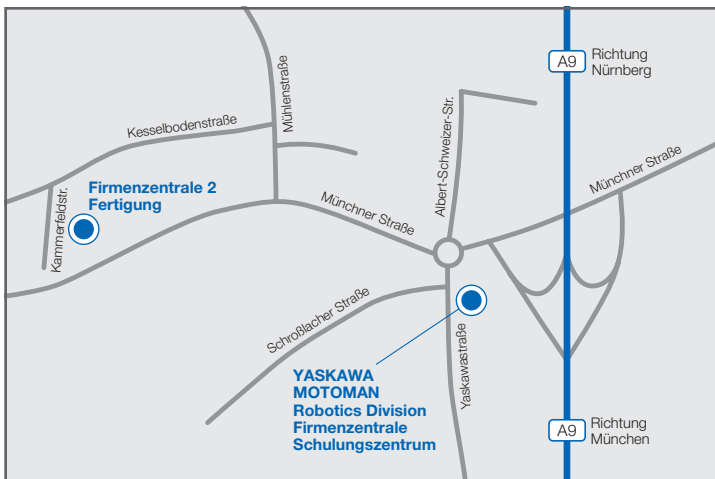 A9
Richtung
Nürnberg
Mühlenstraße
Kesselbodenstraße
Albert-Schweizer-Str.
Münchner Straße
Firmenzentrale 2
Fertigung
Kammerfeldstr.
Münchner Straße
Schroßlacher Straße
Yaskawastraße
YASKAWA
MOTOMAN
Robotics Division
Firmenzentrale
Schulungszentrum
A9
Richtung
München